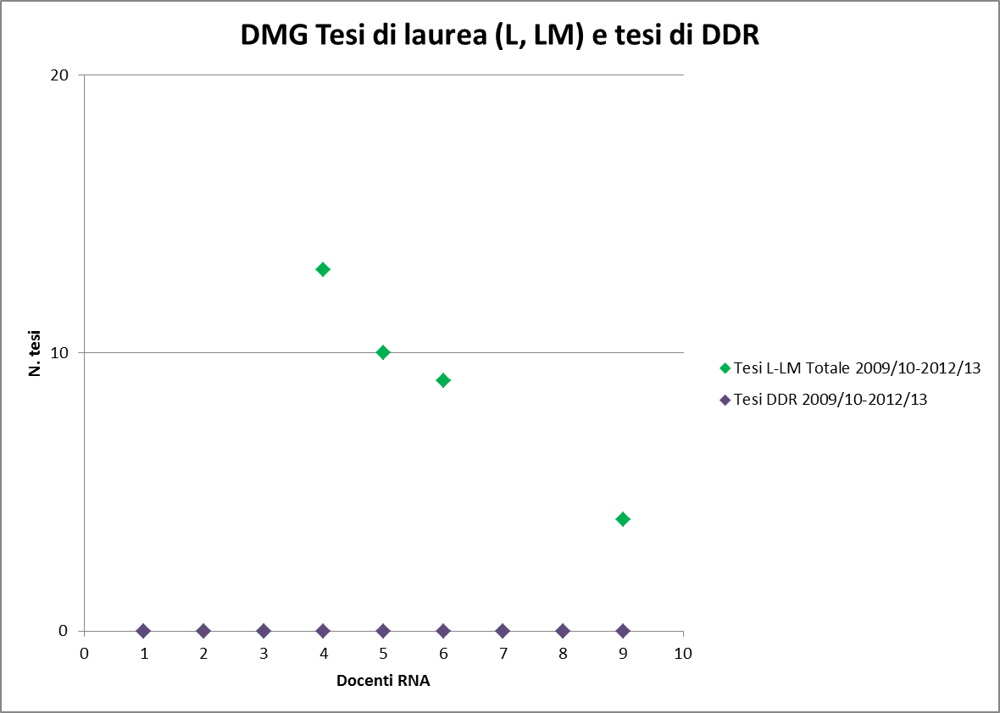 DMG Tesi di laurea (L, LM) e tesi di DDR
20
10
0
N. tesi
0 1 2 3 4 5 6 7 8 9 10
Docenti RNA
Tesi L-LM Totale 2009/10-2012/13
Tesi DDR 2009/10-2012/13